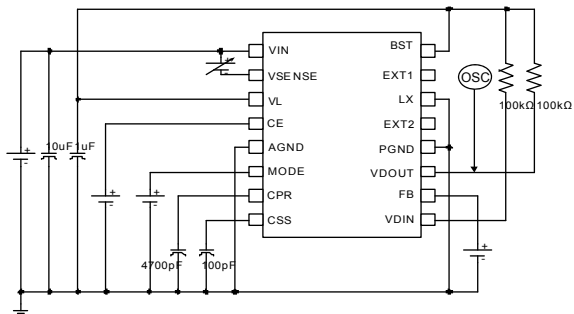 VIN
VSENSE
VL
CE
AGND
MODE
CPR
CSS
BST
EXT1
LX
EXT2
PGND
VDOUT
FB
VDIN
OSC
100kΩ
100kΩ
10uF
1uF
4700pF
100pF
+
-
+
-
+
-
+
-
+
-